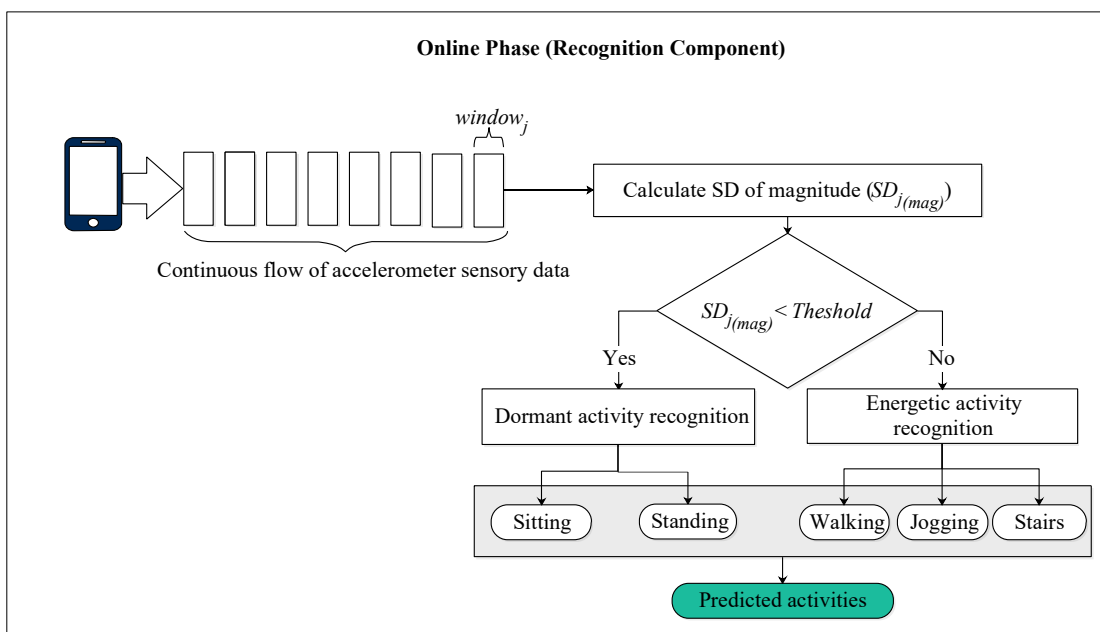 Online Phase (Recognition Component)
window_j
Calculate SD of magnitude (SD_j(mag))
Continuous flow of accelerometer sensory data
SD_j(mag) < Theshold
Yes
No
Dormant activity recognition
Energetic activity
recognition
Sitting
Standing
Walking
Jogging
Stairs
Predicted activities